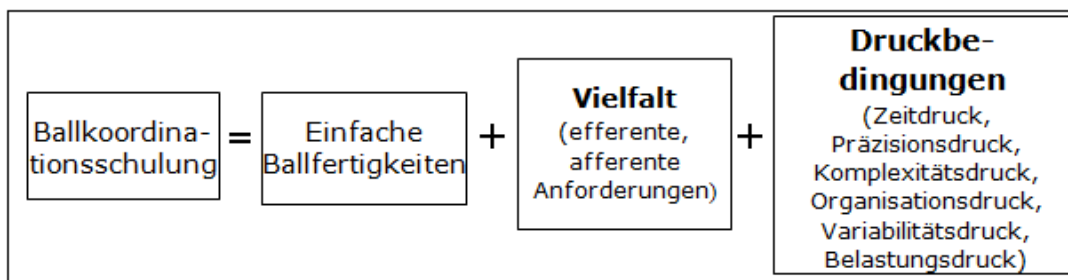 Ballkoordina-
tionsschulung
=
Einfache
Ballfertigkeiten
+
Vielfalt
(efferente,
afferente
Anforderungen)
+
Druckbe-
dingungen
(Zeitdruck,
Präzisionsdruck,
Komplexitätsdruck,
Organisationsdruck,
Variabilitätsdruck,
Belastungsdruck)